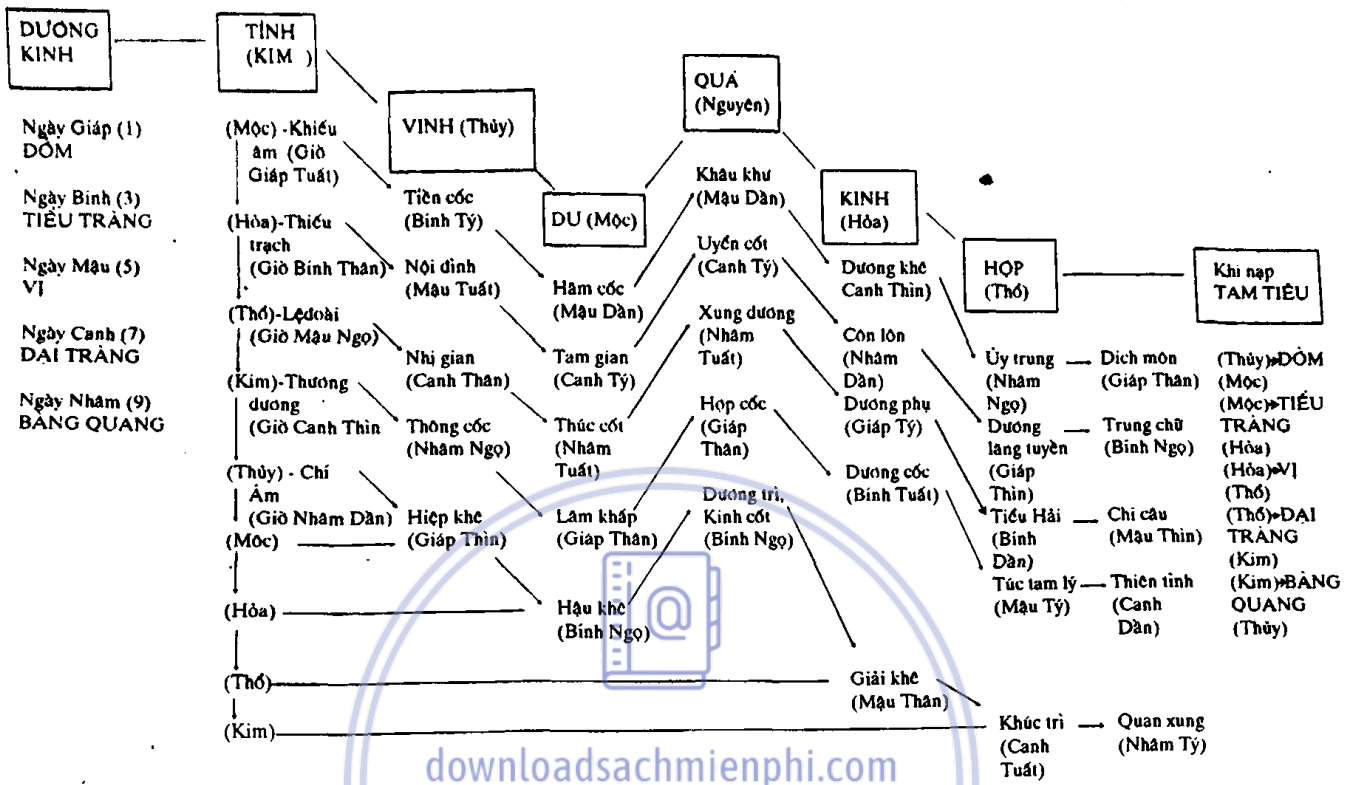 DƯƠNG
KINH
TỈNH
(KIM )
VINH (Thủy)
DU (Mộc)
QUÁ
(Nguyên)
KINH
(Hỏa)
HỌP
(Thổ)
Khi nạp
TAM TIÊU
Ngày Giáp (1)
ĐỒM
Ngày Bính (3)
TIỂU TRÀNG
Ngày Mậu (5)
VỊ
Ngày Canh (7)
DẠI TRÀNG
Ngày Nhâm (9)
BÀNG QUANG
(Mộc) -Khiếu
âm (Giờ
Giáp Tuất)
(Hỏa)-Thiếu
trạch
(Giờ Bính Thân)
(Thổ)-Lệdoài
(Giờ Mậu Ngọ)
(Kim)-Thương
dương
(Giờ Canh Thìn
(Thủy) - Chí
Âm
(Giờ Nhâm Dần)
(Mộc)
(Hỏa)
(Thổ)
(Kim)
Tiền cốc
(Bính Tý)
Nội đình
(Mậu Tuất)
Nhị gian
(Canh Thân)
Thông cốc
(Nhâm Ngọ)
Hiệp khê
(Giáp Thìn)
Hãm cốc
(Mậu Dần)
Tam gian
(Canh Tý)
Thúc cốt
(Nhâm
Tuất)
Lâm khấp
(Giáp Thân)
Hậu khê
(Bính Ngọ)
Khâu khư
(Mậu Dần)
Uyển cốt
(Canh Tý)
Xung dương
(Nhâm
Tuất)
Họp cốc
(Giáp
Thân)
Dương trì,
Kinh cốt
(Bính Ngọ)
Dương khê
Canh Thìn)
Côn lôn
(Nhâm
Dần)
Dương phụ
(Giáp Tý)
Dương cốc
(Bính Tuất)
Giải khê
(Mậu Thân)
Ủy trung
(Nhâm
Ngọ)
Dương
lăng tuyền
(Giáp
Thìn)
Tiểu Hải
(Bính
Dần)
Túc tam lý
(Mậu Tý)
Khúc trì
(Canh
Tuất)
Dịch môn
(Giáp Thân)
Trung chữ
(Bính Ngọ)
Chi câu
(Mậu Thìn)
Thiên tỉnh
(Canh
Dần)
Quan xung
(Nhâm Tý)
(Thủy)➔ĐỒM
(Mộc)
(Mộc)➔TIỂU
TRÀNG
(Hỏa)
(Hỏa)➔VỊ
(Thổ)
(Thổ)➔DẠI
TRÀNG
(Kim)
(Kim)➔BÀNG
QUANG
(Thủy)
downloadsachmienphi.com